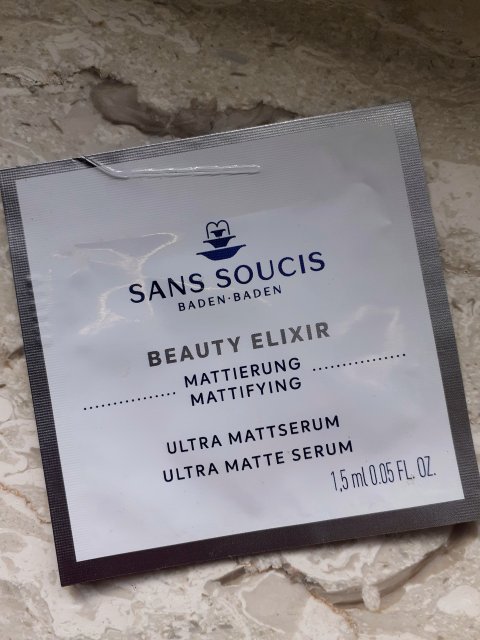 SANS SOUCIS
BADEN·BADEN
BEAUTY ELIXIR
MATTIERUNG
MATTIFYING
ULTRA MATTSERUM
ULTRA MATTE SERUM
1,5 ml 0.05 FL. OZ.